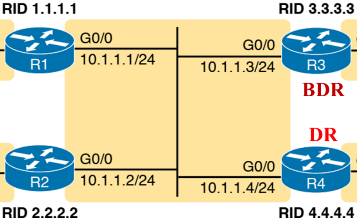 RID 1.1.1.1
RID 3.3.3.3
G0/0
R1
10.1.1.1/24
G0/0
10.1.1.3/24
R3
BDR
DR
G0/0
R2
10.1.1.2/24
G0/0
10.1.1.4/24
R4
RID 2.2.2.2
RID 4.4.4.4